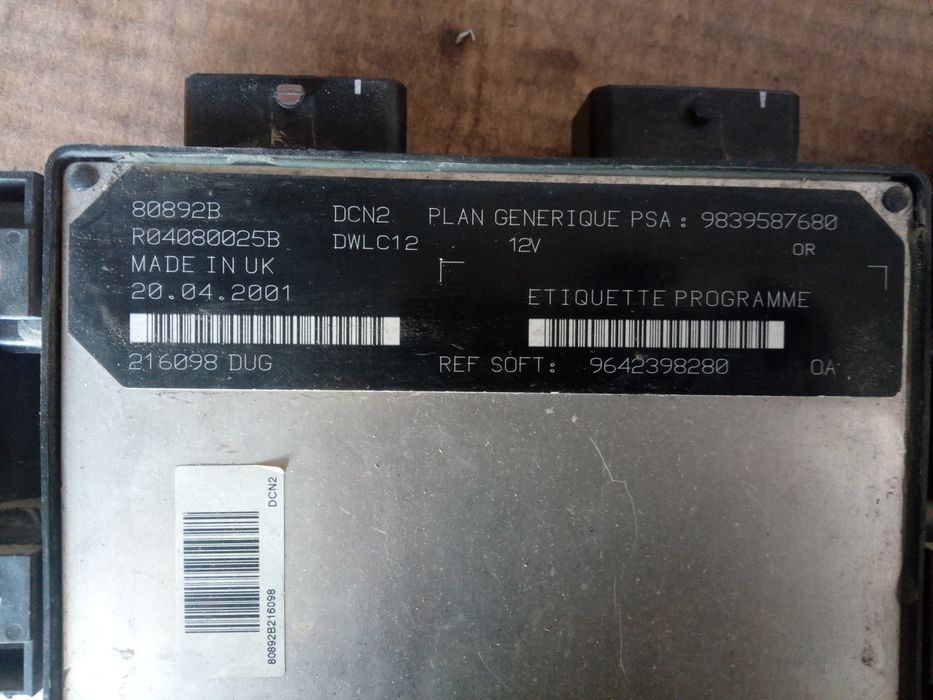 80892B DCN2 PLAN GENERIQUE PSA : 9839587680
R04080025B DWLC12 12V OR
MADE IN UK
20.04.2001 ETIQUETTE PROGRAMME
216098 DUG REF SOFT: 9642398280 0A
DCN2
80892B216098